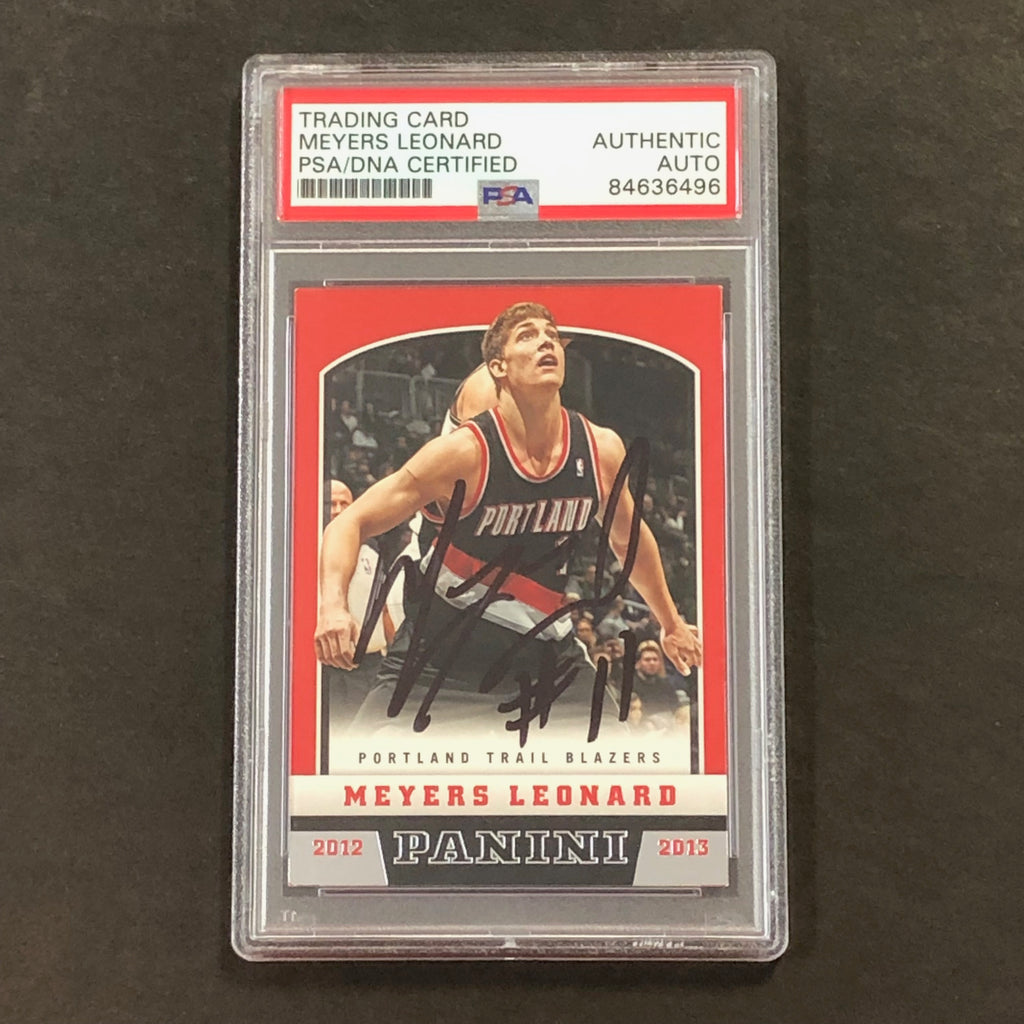 TRADING CARD
MEYERS LEONARD
PSA/DNA CERTIFIED
AUTHENTIC
AUTO
84636496
PSA
PORTLAND
#11
PORTLAND TRAIL BLAZERS
MEYERS LEONARD
2012 PANINI 2013